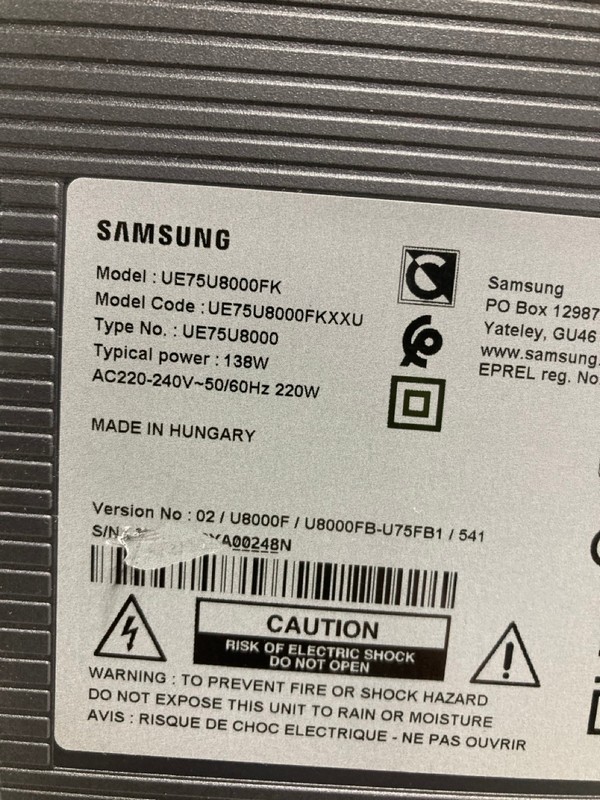 SAMSUNG
Model : UE75U8000FK
Model Code : UE75U8000FKXXU
Type No. : UE75U8000
Typical power : 138W
AC220-240V~50/60Hz 220W
MADE IN HUNGARY
Samsung
PO Box 12987
Yateley, GU46
www.samsung.
EPREL reg. No
Version No : 02 / U8000F / U8000FB-U75FB1 / 541
S/N A00248N
CAUTION
RISK OF ELECTRIC SHOCK
DO NOT OPEN
WARNING : TO PREVENT FIRE OR SHOCK HAZARD
DO NOT EXPOSE THIS UNIT TO RAIN OR MOISTURE
AVIS : RISQUE DE CHOC ELECTRIQUE - NE PAS OUVRIR